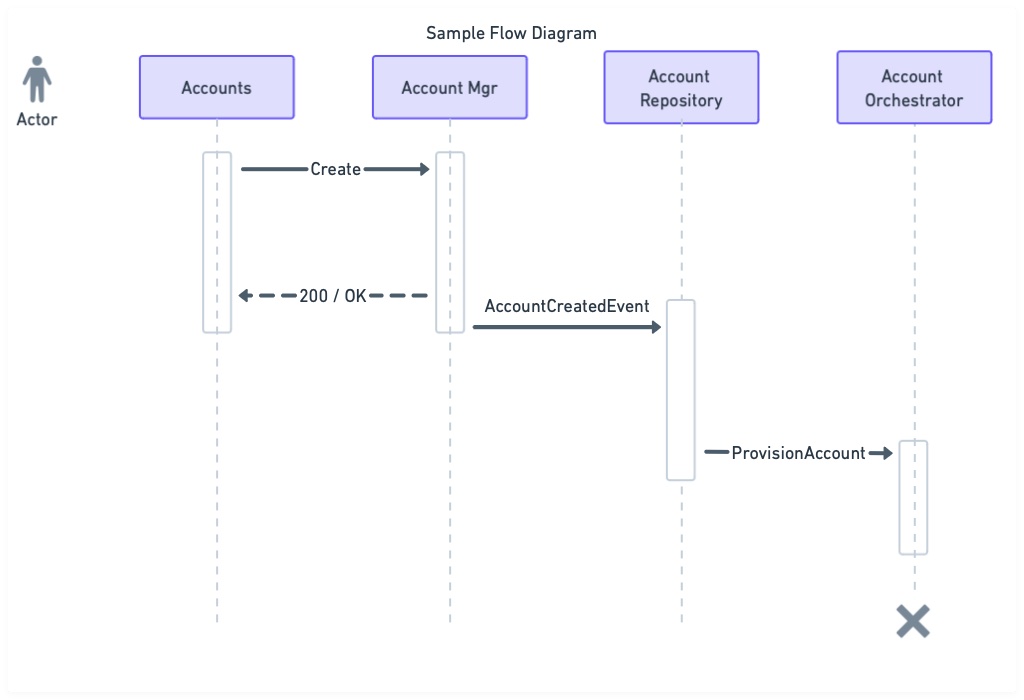 Sample Flow Diagram
Actor
Accounts
Account Mgr
Account
Repository
Account
Orchestrator
Create
200 / OK
AccountCreatedEvent
ProvisionAccount